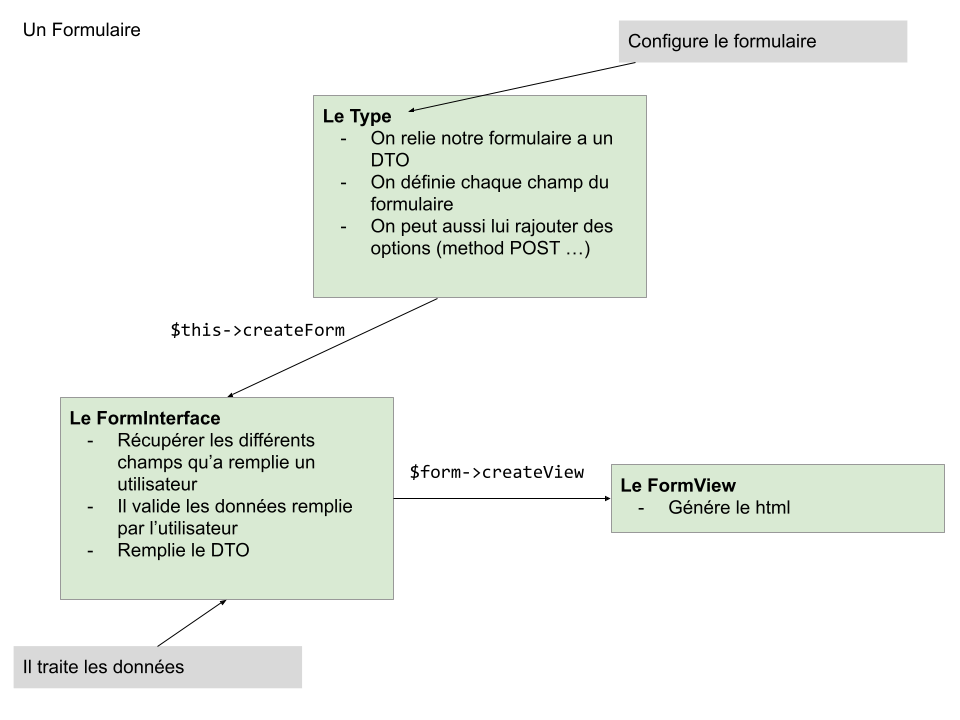 Un Formulaire
Configure le formulaire
Le Type
- On relie notre formulaire a un
DTO
- On définie chaque champ du
formulaire
- On peut aussi lui rajouter des
options (method POST …)
$this->createForm
Le FormInterface
- Récupérer les différents
champs qu’a remplie un
utilisateur
- Il valide les données remplie
par l’utilisateur
- Remplie le DTO
$form->createView
Le FormView
- Génére le html
Il traite les données